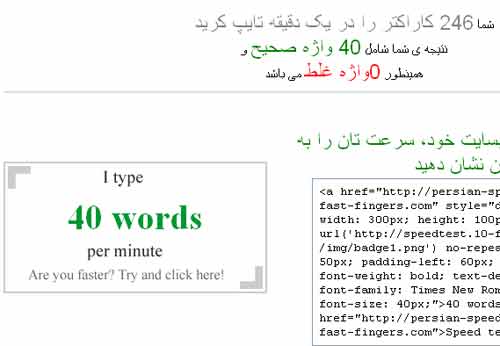 شما 246 کاراکتر را در یک دقیقه تایپ کرید
نتیجه ی شما شامل 40 واژه صحیح و
همینطور 0واژه غلط می باشد
بسایت خود، سرعت تان را به
ن نشان دهید
I type
40 words
per minute
Are you faster? Try and click here!
<a href="http://persian-spe
fast-fingers.com" style="d
width: 300px; height: 100p
url('http://speedtest.10-f
/img/badge1.png') no-repes
50px; padding-left: 60px;
font-weight: bold; text-de
font-family: Times New Rom
font-size: 40px;">40 words
href="http://persian-speed
fast-fingers.com">Speed te